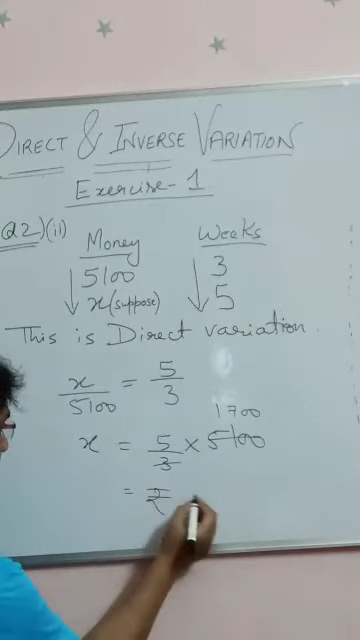 DIRECT & INVERSE VARIATION
Exercise-1
Q2)(ii) Money Weeks
↓ 5100 ↓ 3
x (suppose) 5
This is Direct variation.
x/5100 = 5/3
1700
x = 5/3 × 5100
= ₹